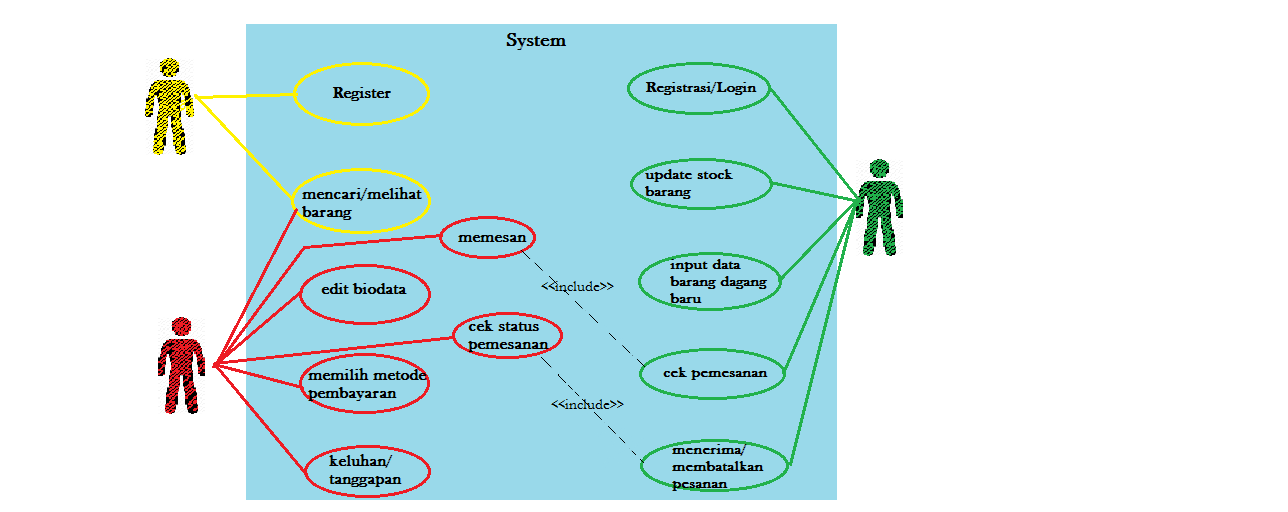 System
Register
mencari/melihat
barang
memesan
edit biodata
cek status
pemesanan
memilih metode
pembayaran
keluhan/
tanggapan
<<include>>
<<include>>
Registrasi/Login
update stock
barang
input data
barang dagang
baru
cek pemesanan
menerima/
membatalkan
pesanan